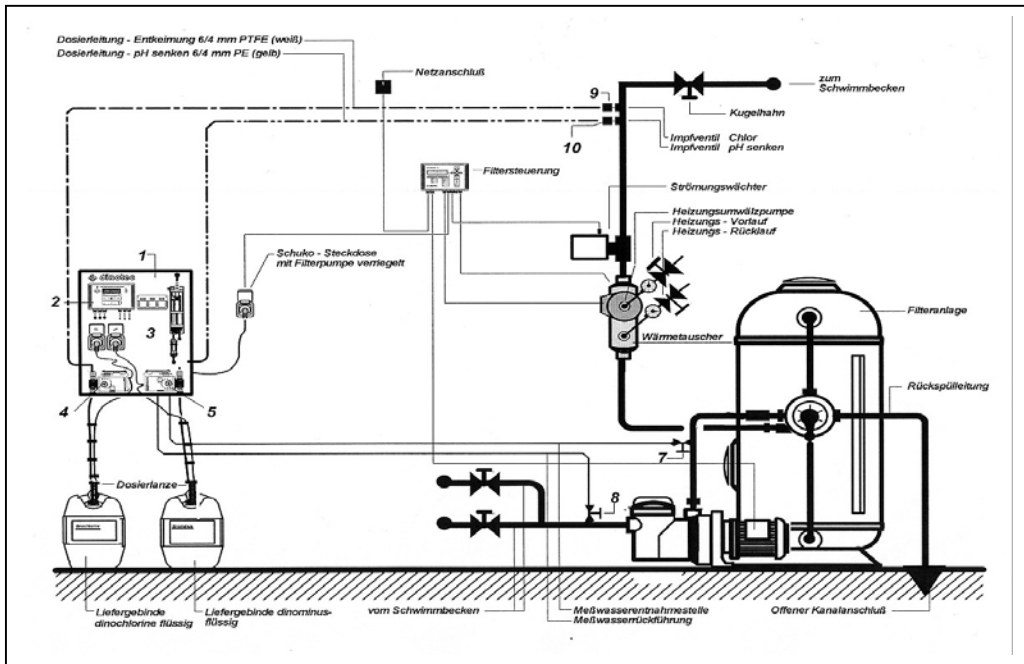 Dosierleitung - Entkeimung 6/4 mm PTFE (weiß)
Dosierleitung - pH senken 6/4 mm PE (gelb)
Netzanschluß
zum
Schwimmbecken
9
Kugelhahn
10
Impfventil Chlor
Impfventil pH senken
Filtersteuerung
Strömungswächter
Heizungsumwälzpumpe
Heizungs - Vorlauf
Heizungs - Rücklauf
Schuko - Steckdose
mit Filterpumpe verriegelt
1
dinotec
2
3
Filteranlage
Wärmetauscher
Rückspülleitung
4
5
7
Dosierlanze
8
Liefergebinde
dinochlorine flüssig
Liefergebinde dinominus-
flüssig
vom Schwimmbecken
Meßwasserentnahmestelle
Meßwasserrückführung
Offener Kanalanschluß